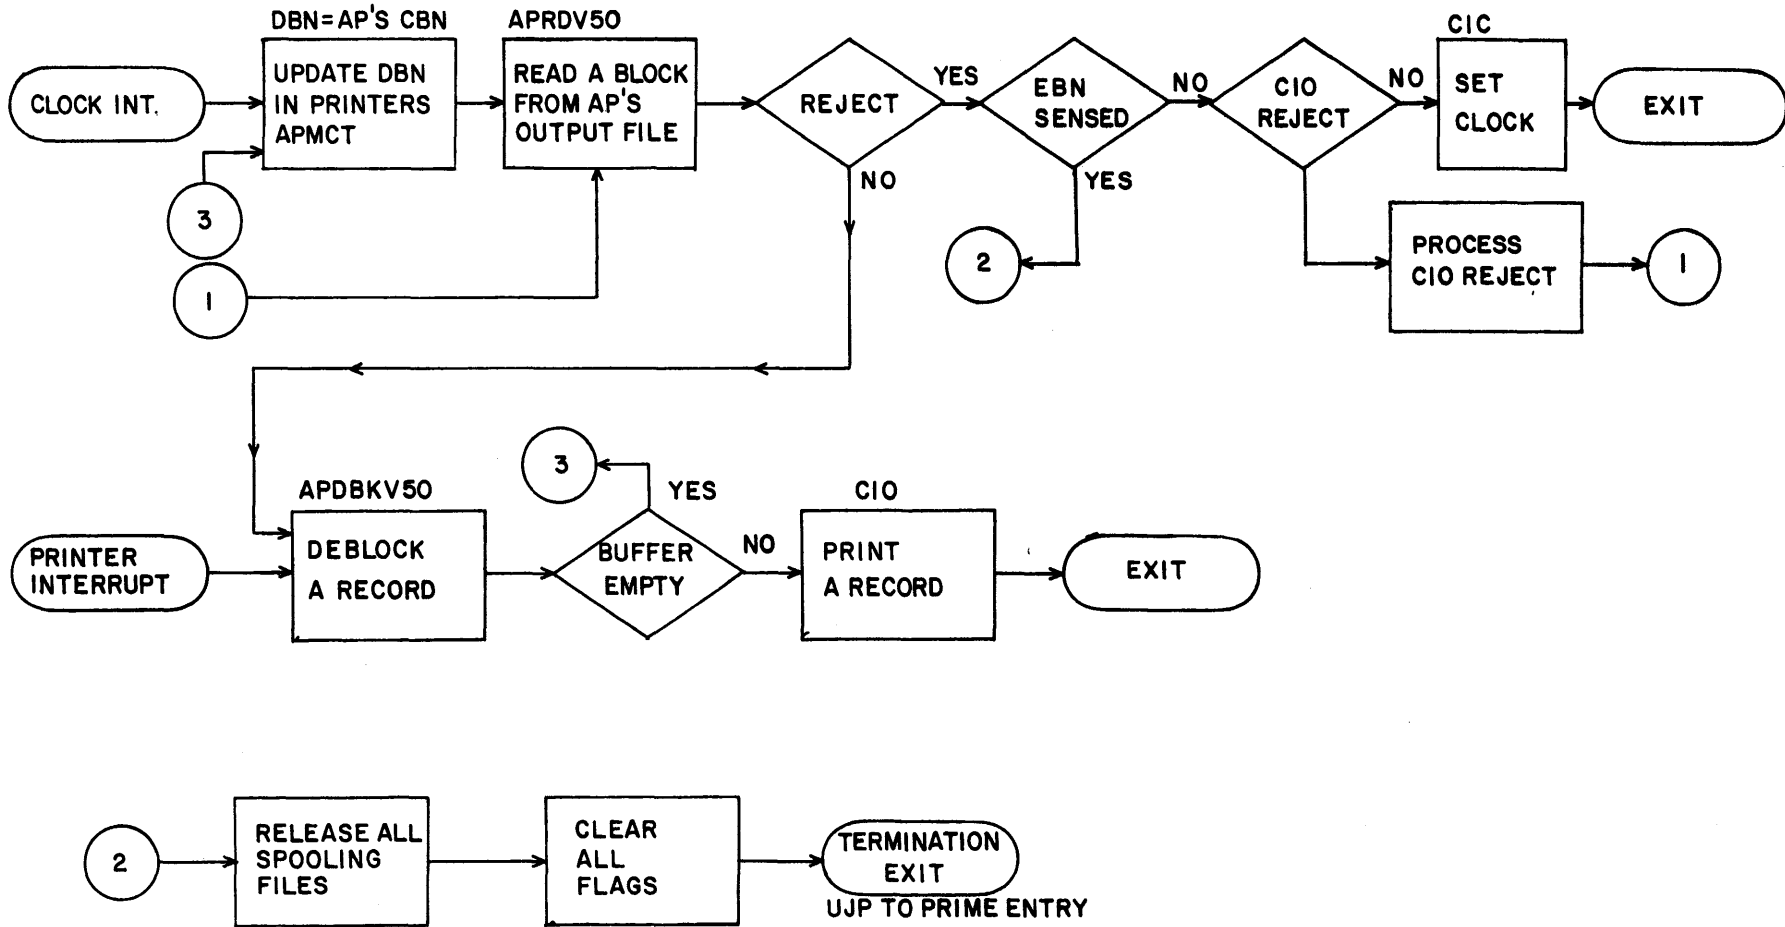 DBN=AP'S CBN
APRDV50
CIC
CLOCK INT.
UPDATE DBN
IN PRINTERS
APMCT
READ A BLOCK
FROM AP'S
OUTPUT FILE
REJECT
YES
NO
EBN
SENSED
NO
YES
CIO
REJECT
NO
SET
CLOCK
EXIT
3
1
2
PROCESS
CIO REJECT
1
3
YES
APDBKV50
CIO
PRINTER
INTERRUPT
DEBLOCK
A RECORD
BUFFER
EMPTY
NO
PRINT
A RECORD
EXIT
2
RELEASE ALL
SPOOLING
FILES
CLEAR
ALL
FLAGS
TERMINATION
EXIT
UJP TO PRIME ENTRY